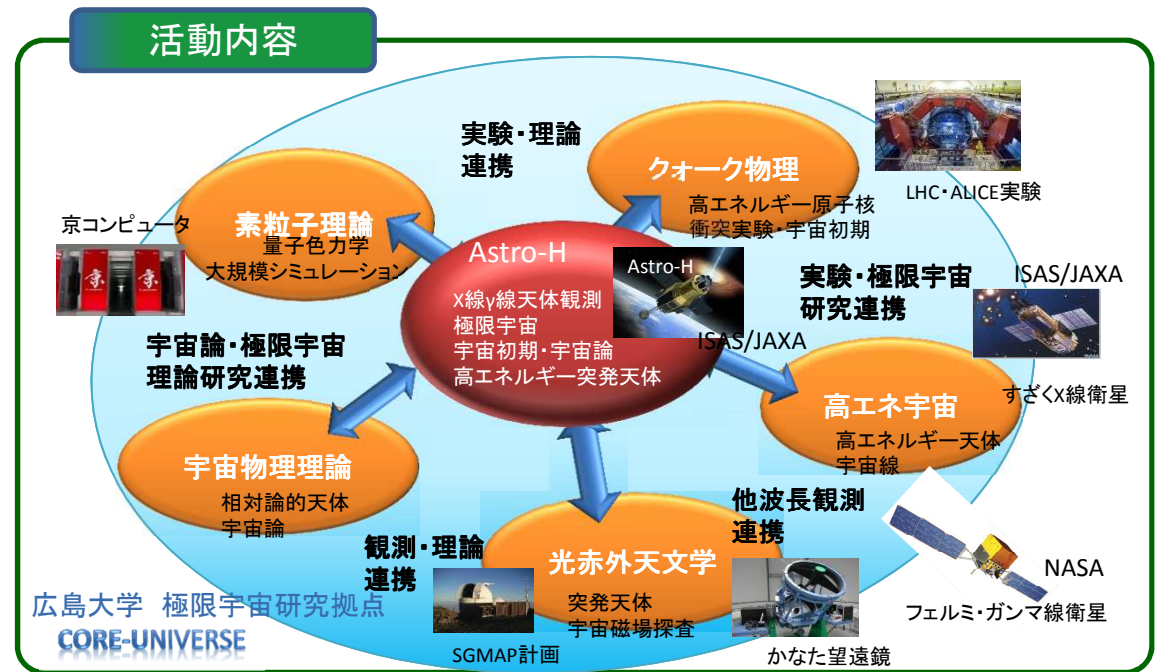 活動内容
実験・理論
連携
クォーク物理
高エネルギー原子核
衝突実験・宇宙初期
LHC・ALICE実験
京コンピュータ
京
京
素粒子理論
量子色力学
大規模シミュレーション
Astro-H
X線γ線天体観測
極限宇宙
宇宙初期・宇宙論
高エネルギー突発天体
Astro-H
ISAS/JAXA
実験・極限宇宙
研究連携
ISAS/JAXA
すざくX線衛星
宇宙論・極限宇宙
理論研究連携
高エネ宇宙
高エネルギー天体
宇宙線
宇宙物理理論
相対論的天体
宇宙論
他波長観測
連携
観測・理論
連携
光赤外天文学
突発天体
宇宙磁場探査
NASA
フェルミ・ガンマ線衛星
広島大学 極限宇宙研究拠点
CORE-UNIVERSE
SGMAP計画
かなた望遠鏡